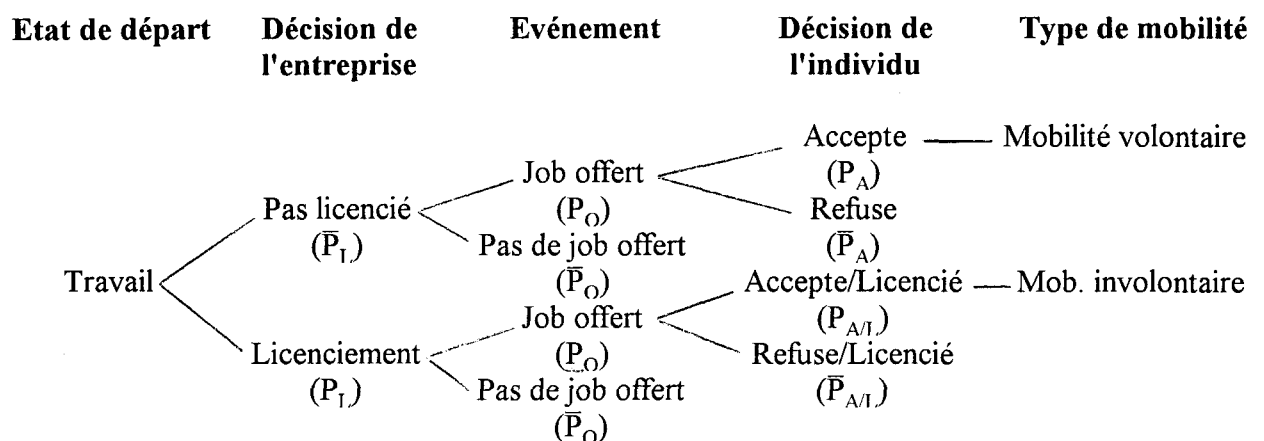 Etat de départ Décision de Evénement Décision de Type de mobilité
l'entreprise l'individu
Accepte Mobilité volontaire
Job offert (P_A)
Pas licencié (P_O) Refuse
(P̅_L) Pas de job offert (P̅_A)
Travail (P̅_O) Accepte/Licencié Mob. involontaire
Job offert (P_A/L)
Licenciement (P_O) Refuse/Licencié
(P_L) Pas de job offert (P̅_A/L)
(P̅_O)